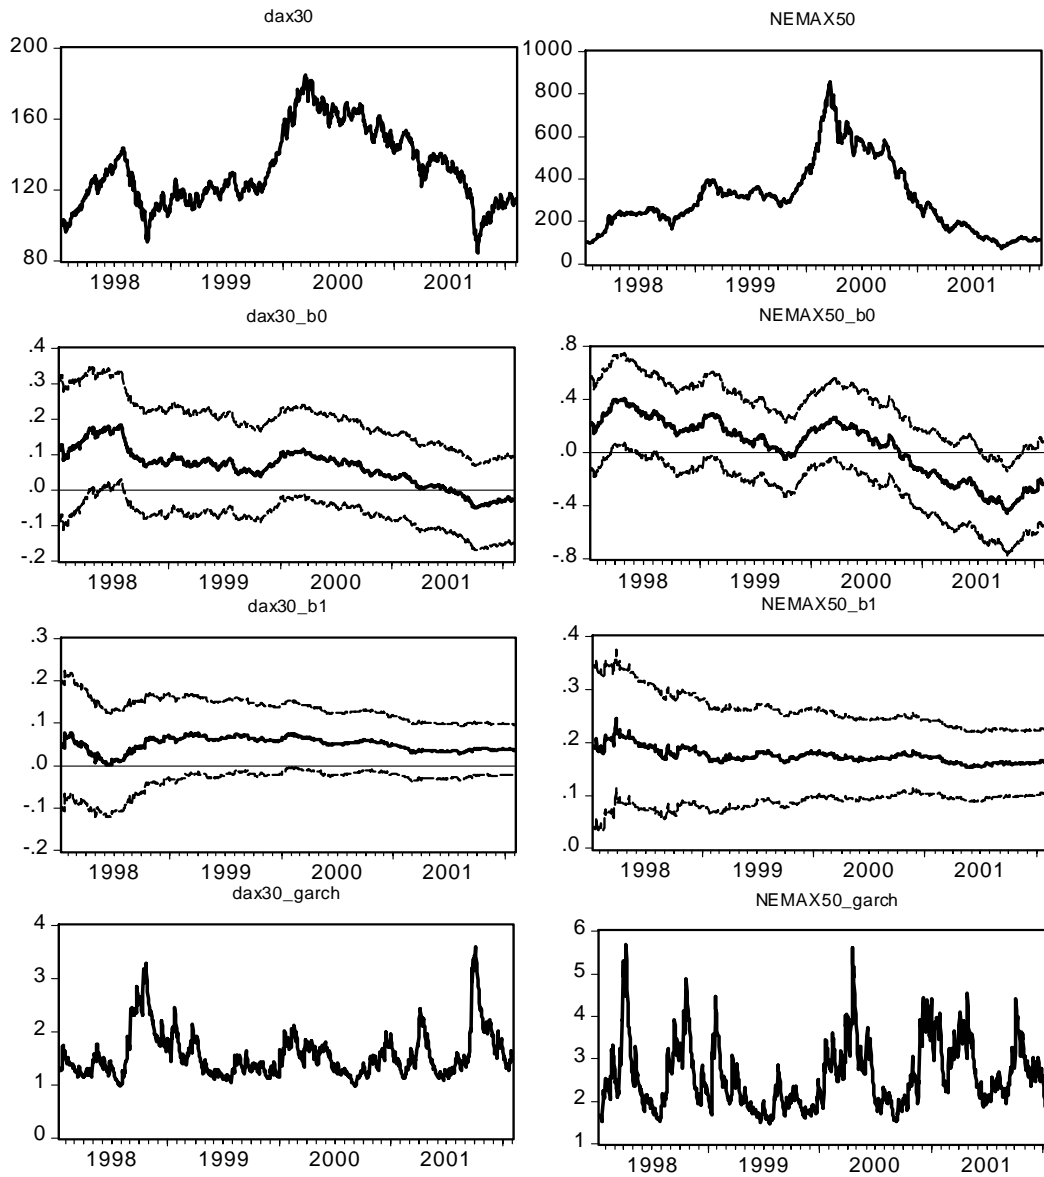 dax30
NEMAX50
200
160
120
80
1998 1999 2000 2001
1000
800
600
400
200
0
1998 1999 2000 2001
dax30_b0
NEMAX50_b0
.4
.3
.2
.1
.0
-.1
-.2
1998 1999 2000 2001
.8
.4
.0
-.4
-.8
1998 1999 2000 2001
dax30_b1
NEMAX50_b1
.3
.2
.1
.0
-.1
-.2
1998 1999 2000 2001
.4
.3
.2
.1
.0
1998 1999 2000 2001
dax30_garch
NEMAX50_garch
4
3
2
1
0
1998 1999 2000 2001
6
5
4
3
2
1
1998 1999 2000 2001